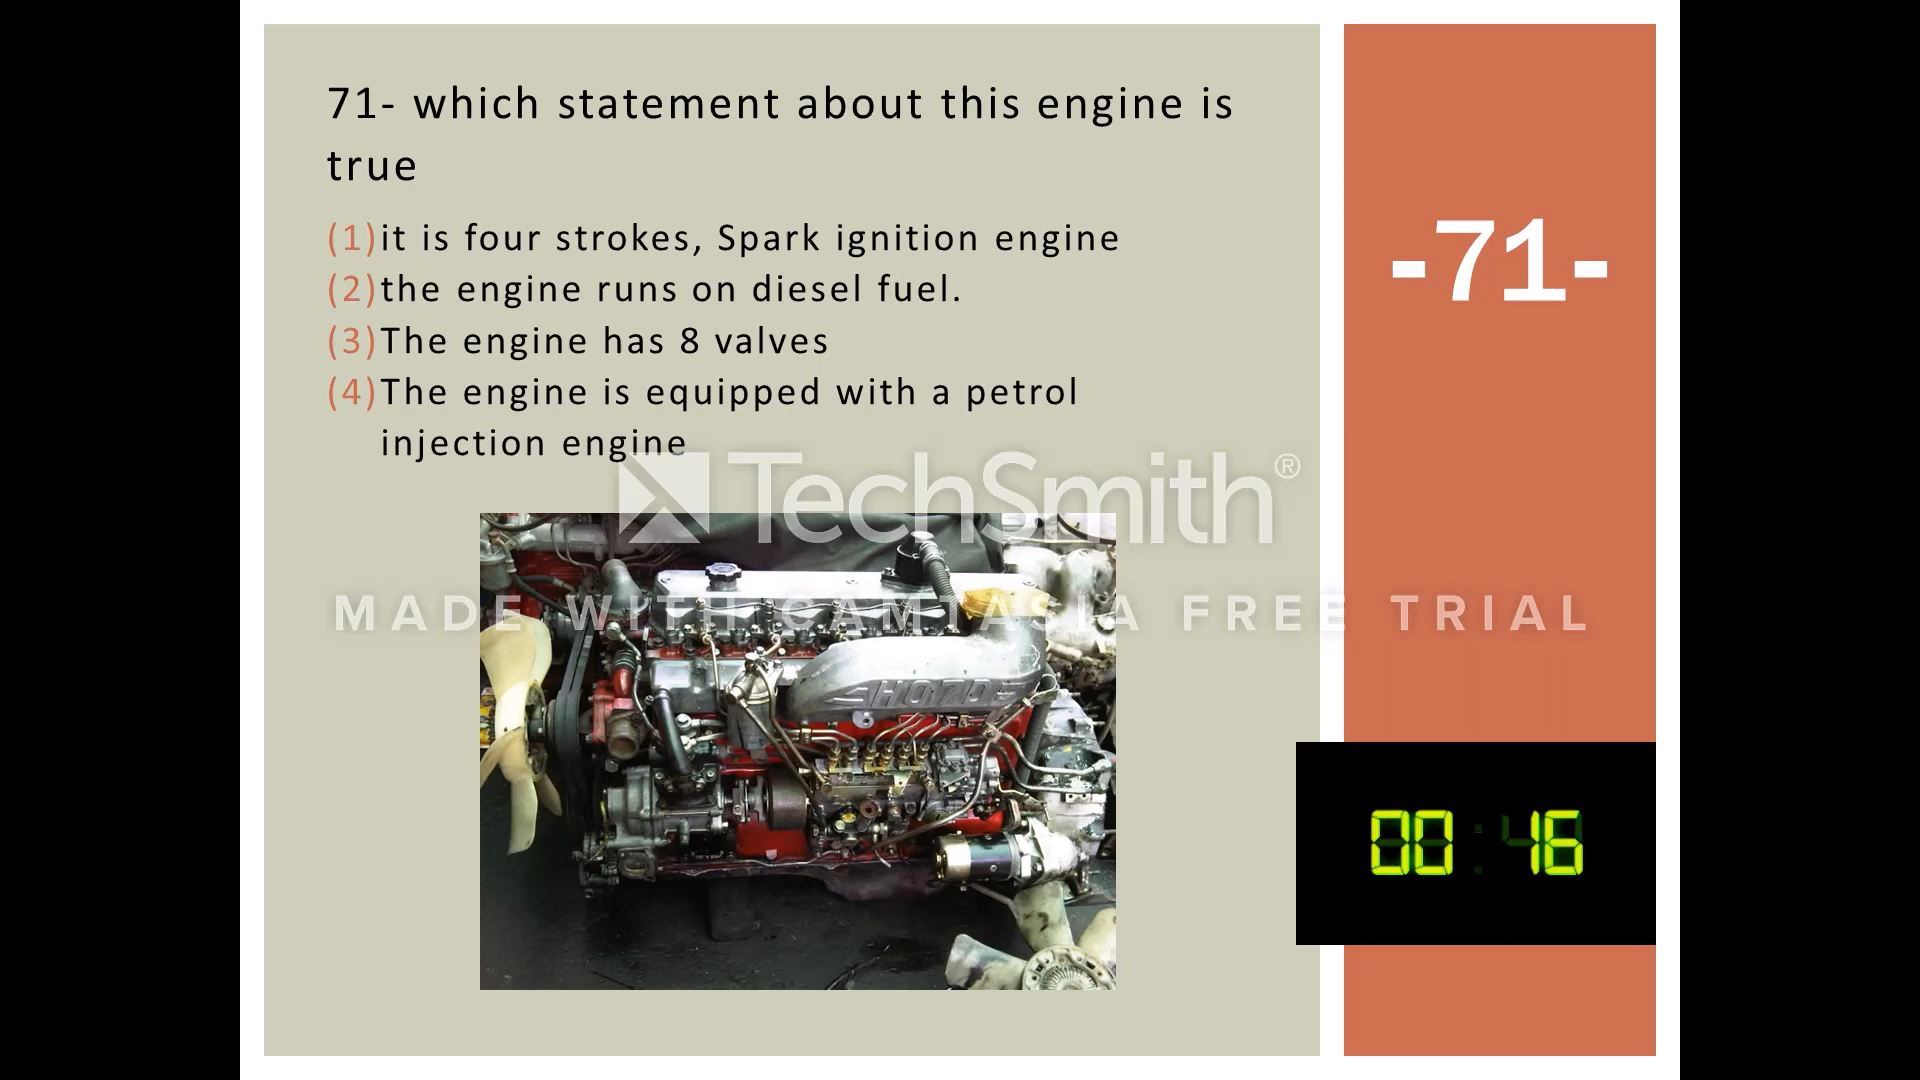 71- which statement about this engine is
true
(1)it is four strokes, Spark ignition engine
(2)the engine runs on diesel fuel.
(3)The engine has 8 valves
(4)The engine is equipped with a petrol
injection engine
-71-
TechSmith®
MADE WITH CAMTASIA FREE TRIAL
HOZD
00:16